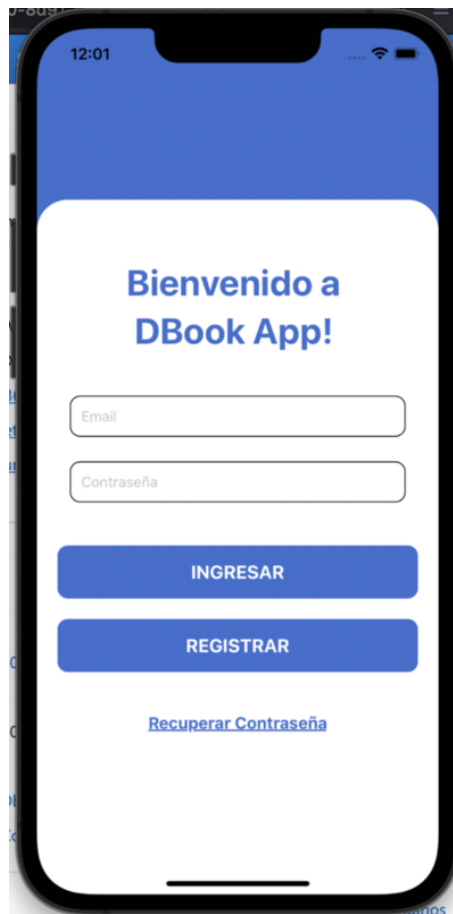 12:01
Bienvenido a
DBook App!
Email
Contraseña
INGRESAR
REGISTRAR
Recuperar Contraseña